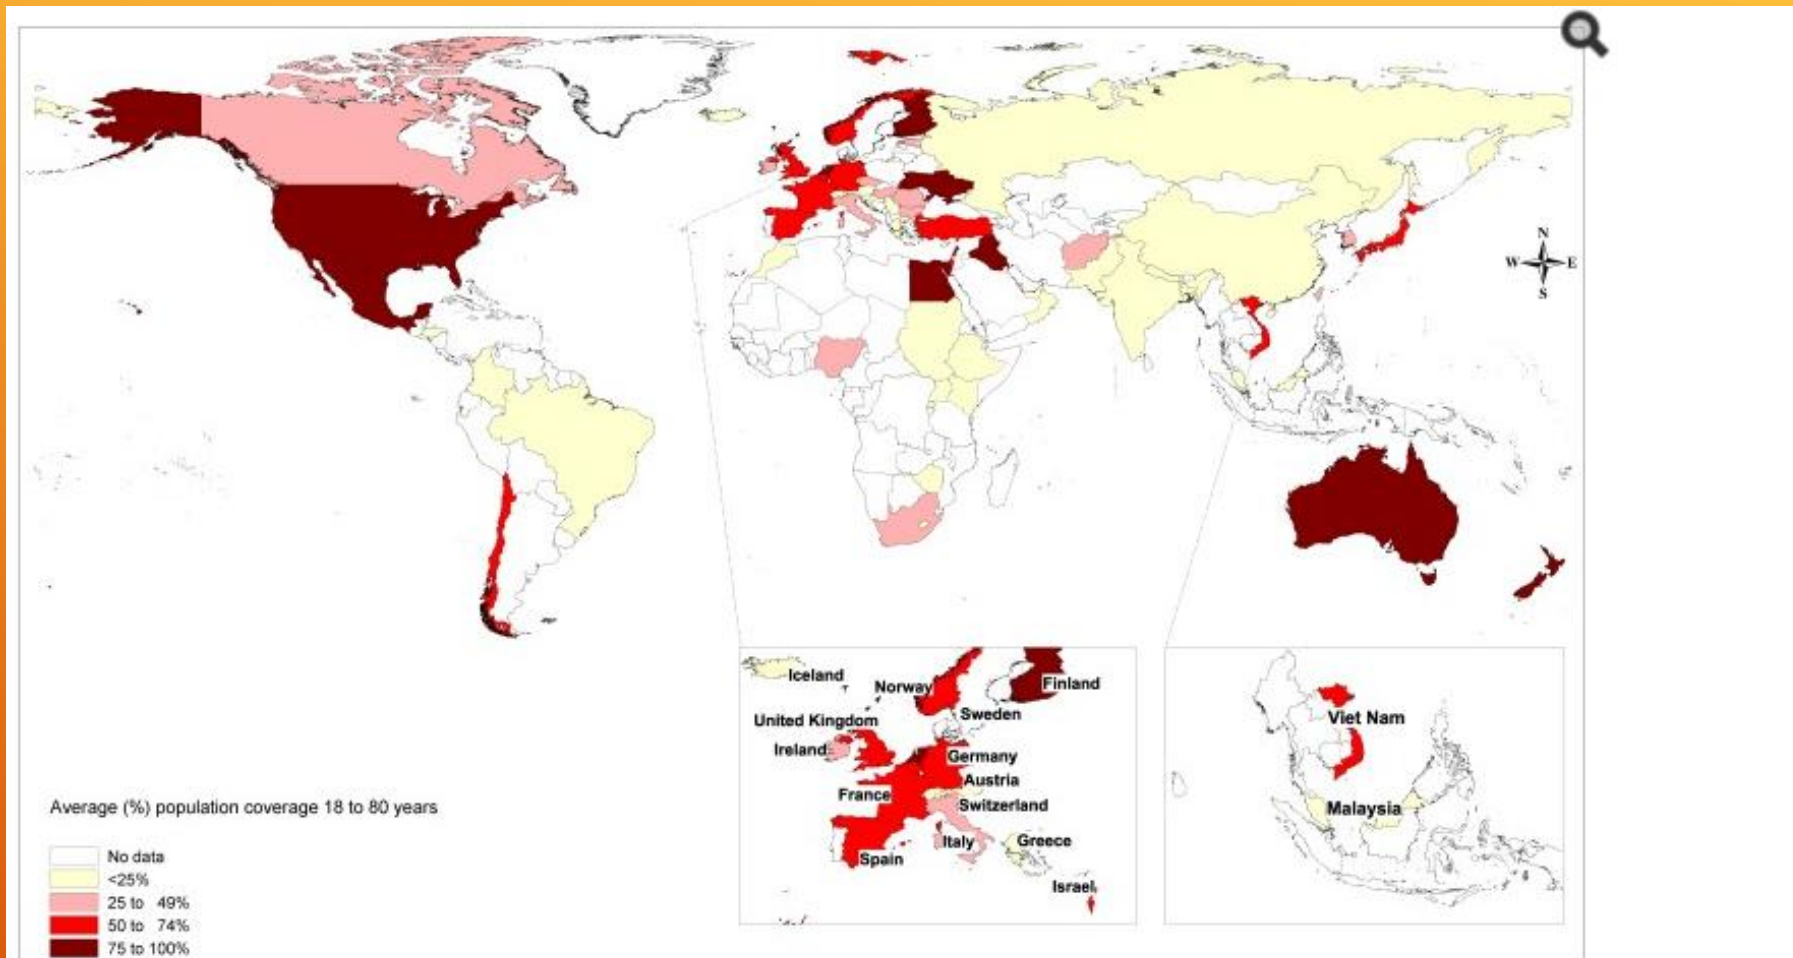 N
W E
S
Iceland
Norway
Finland
United Kingdom
Sweden
Ireland
Germany
Austria
France
Switzerland
Italy
Greece
Spain
Israel
Viet Nam
Malaysia
Average (%) population coverage 18 to 80 years
No data
<25%
25 to 49%
50 to 74%
75 to 100%